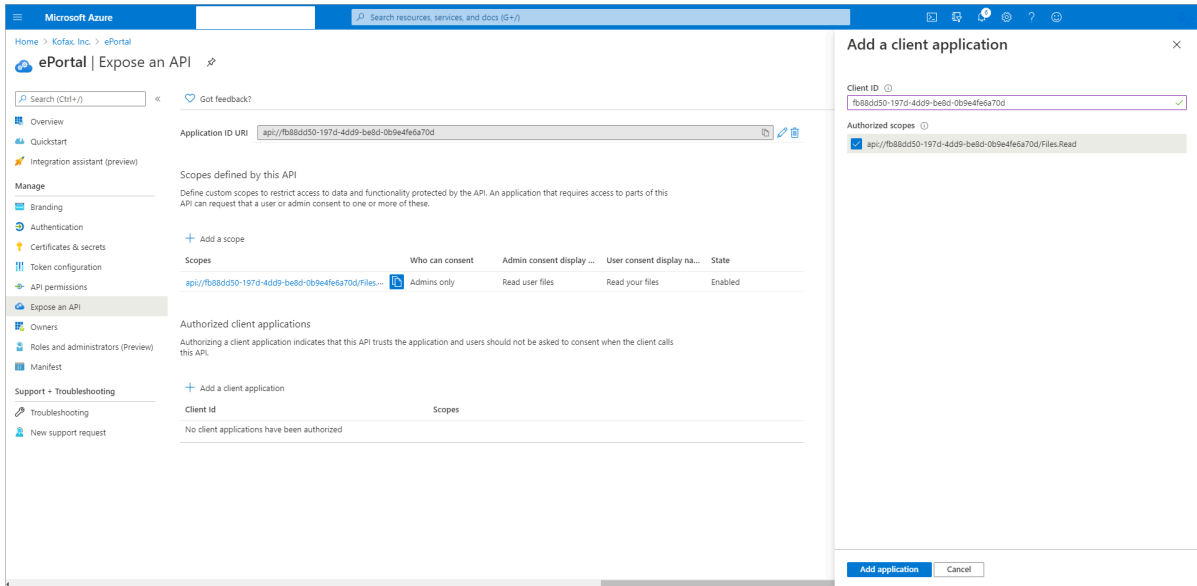 Microsoft Azure
Search resources, services, and docs (G+/)
6
Home > Kofax, Inc. > ePortal
ePortal | Expose an API
Search (Ctrl+/)
«
Got feedback?
Overview
Quickstart
Integration assistant (preview)
Manage
Branding
Authentication
Certificates & secrets
Token configuration
API permissions
Expose an API
Owners
Roles and administrators (Preview)
Manifest
Support + Troubleshooting
Troubleshooting
New support request
Application ID URI api://fb88dd50-197d-4dd9-be8d-0b9e4fe6a70d
Scopes defined by this API
Define custom scopes to restrict access to data and functionality protected by the API. An application that requires access to parts of this
API can request that a user or admin consent to one or more of these.
+ Add a scope
Scopes Who can consent Admin consent display ... User consent display na... State
api://fb88dd50-197d-4dd9-be8d-0b9e4fe6a70d/Files.... Admins only Read user files Read your files Enabled
Authorized client applications
Authorizing a client application indicates that this API trusts the application and users should not be asked to consent when the client calls
this API.
+ Add a client application
Client Id Scopes
No client applications have been authorized
Add a client application
Client ID
fb88dd50-197d-4dd9-be8d-0b9e4fe6a70d
Authorized scopes
api://fb88dd50-197d-4dd9-be8d-0b9e4fe6a70d/Files.Read
Add application Cancel